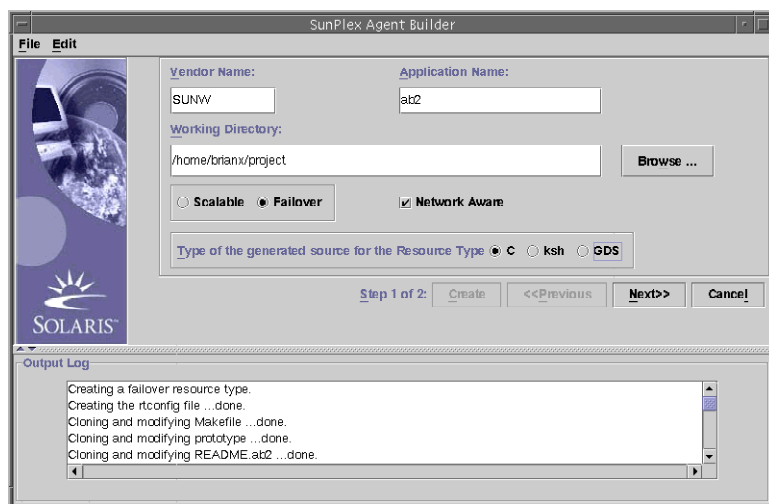 SunPlex Agent Builder
File Edit
Vendor Name: Application Name:
SUNW ab2
Working Directory:
/home/brianx/project Browse ...
Scalable Failover Network Aware
Type of the generated source for the Resource Type C ksh GDS
Step 1 of 2: Create <<Previous Next>> Cancel
SOLARIS™
Output Log
Creating a failover resource type.
Creating the rtconfig file ...done.
Cloning and modifying Makefile ...done.
Cloning and modifying prototype ...done.
Cloning and modifying README.ab2 ...done.